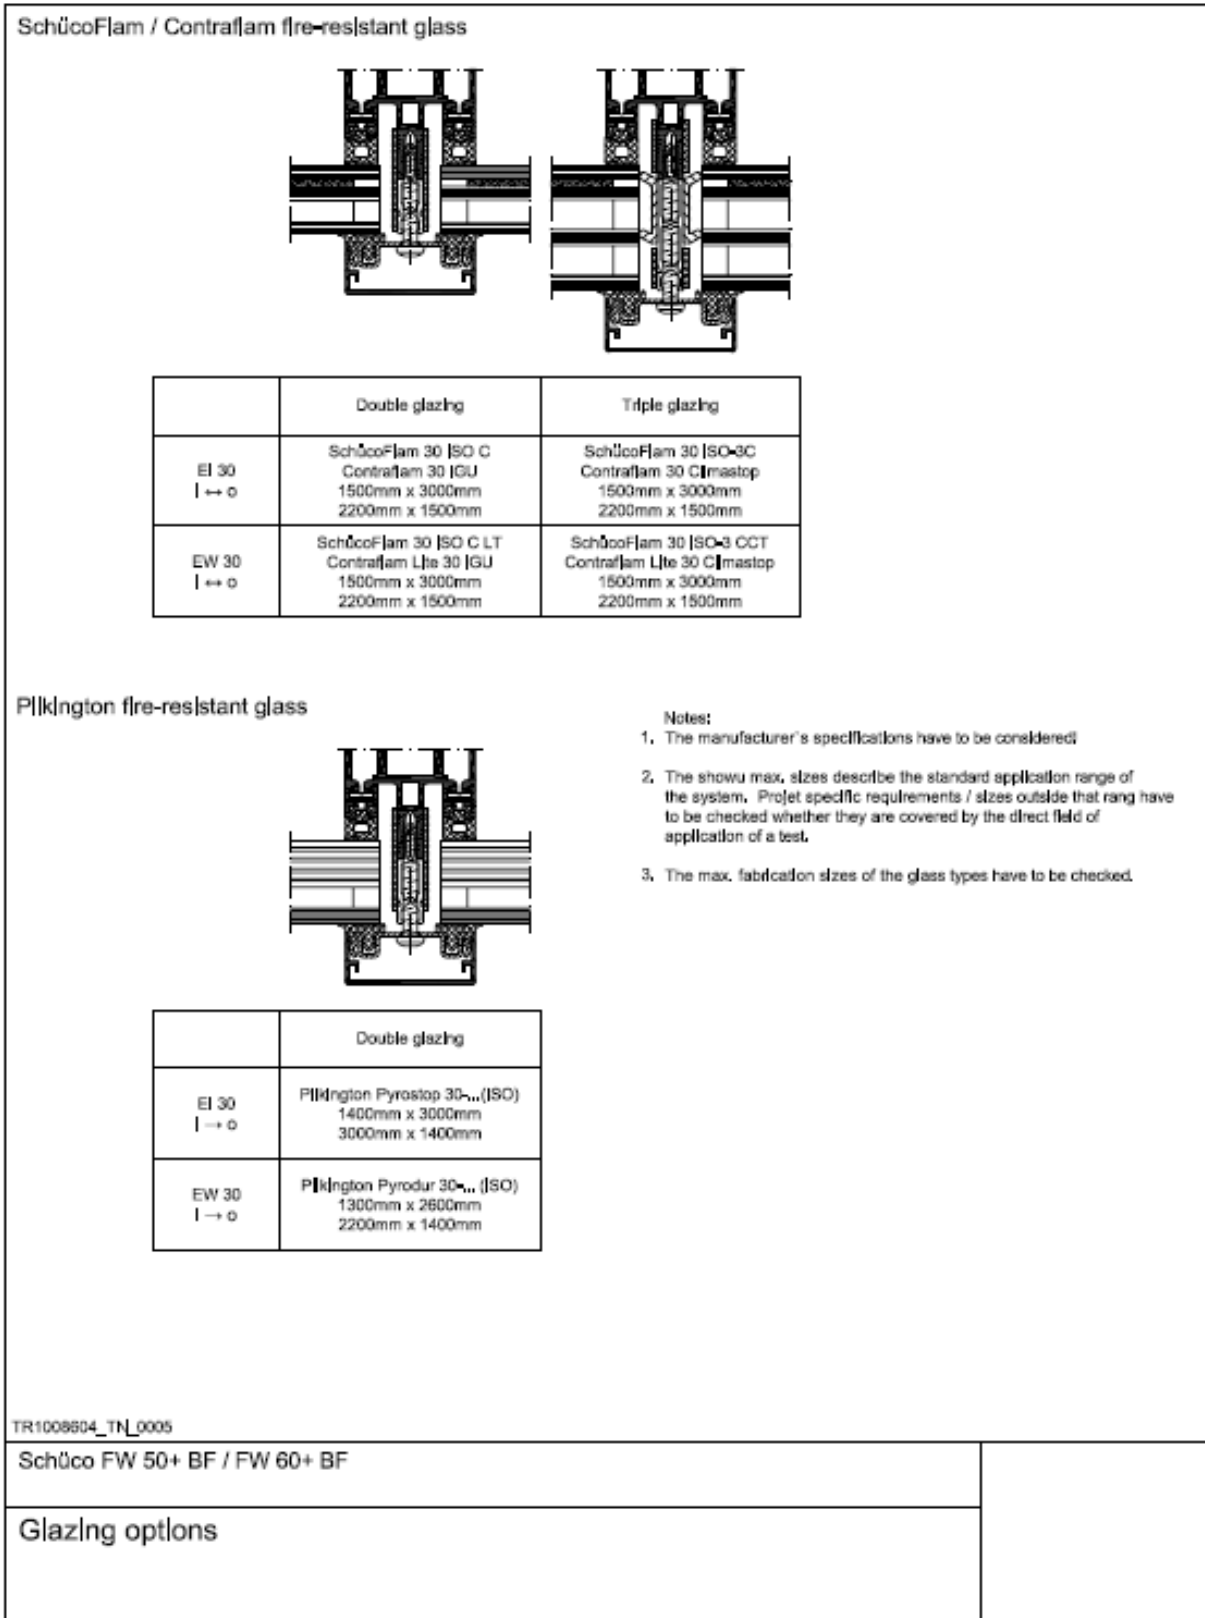 SchücoFlam / Contraflam fire-resistant glass
Double glazing
Triple glazing
EI 30
i ↔ o
SchücoFlam 30 ISO C
Contraflam 30 IGU
1500mm x 3000mm
2200mm x 1500mm
SchücoFlam 30 ISO-3C
Contraflam 30 Climastop
1500mm x 3000mm
2200mm x 1500mm
EW 30
i ↔ o
SchücoFlam 30 ISO C LT
Contraflam Lite 30 IGU
1500mm x 3000mm
2200mm x 1500mm
SchücoFlam 30 ISO-3 CCT
Contraflam Lite 30 Climastop
1500mm x 3000mm
2200mm x 1500mm
Pilkington fire-resistant glass
Notes:
1. The manufacturer's specifications have to be considered!
2. The showu max. sizes describe the standard application range of
the system. Projet specific requirements / sizes outside that rang have
to be checked whether they are covered by the direct field of
application of a test.
3. The max. fabrication sizes of the glass types have to be checked.
Double glazing
EI 30
i → o
Pilkington Pyrostop 30-...(ISO)
1400mm x 3000mm
3000mm x 1400mm
EW 30
i → o
Pilkington Pyrodur 30-... (ISO)
1300mm x 2600mm
2200mm x 1400mm
TR1008604_TN_0005
Schüco FW 50+ BF / FW 60+ BF
Glazing options